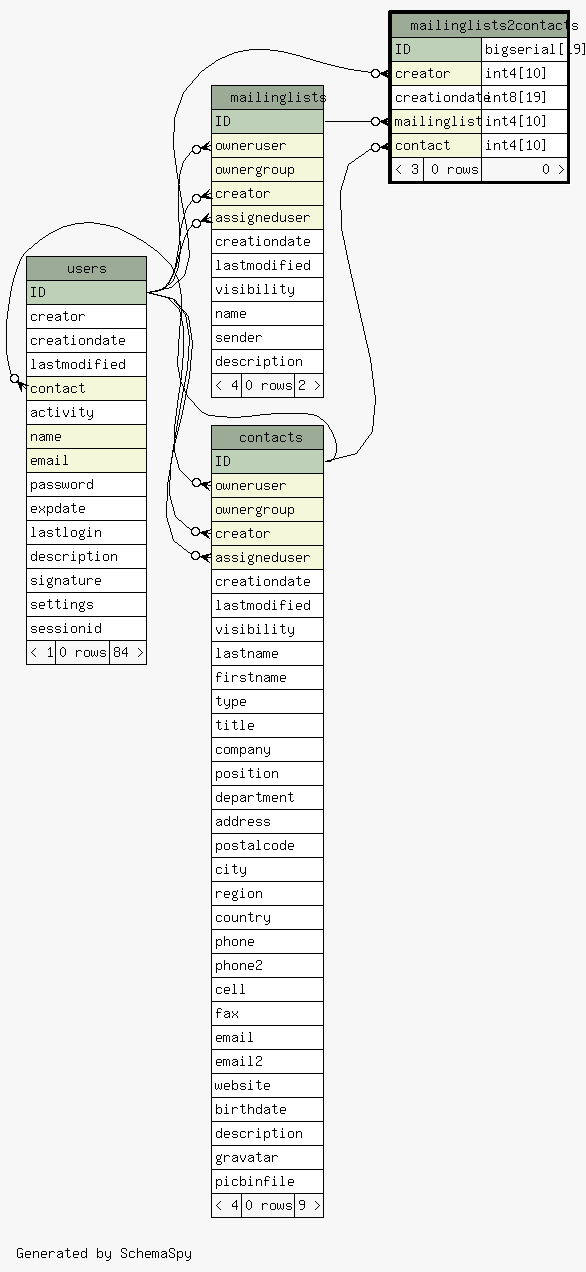 mailinglists2contacts
ID bigserial[19]
creator int4[10]
creationdate int8[19]
mailinglist int4[10]
contact int4[10]
< 3 0 rows 0 >
mailinglists
ID
owneruser
ownergroup
creator
assigneduser
creationdate
lastmodified
visibility
name
sender
description
< 4 0 rows 2 >
users
ID
creator
creationdate
lastmodified
contact
activity
name
email
password
expdate
lastlogin
description
signature
settings
sessionid
< 1 0 rows 84 >
contacts
ID
owneruser
ownergroup
creator
assigneduser
creationdate
lastmodified
visibility
lastname
firstname
type
title
company
position
department
address
postalcode
city
region
country
phone
phone2
cell
fax
email
email2
website
birthdate
description
gravatar
picbinfile
< 4 0 rows 9 >
Generated by SchemaSpy